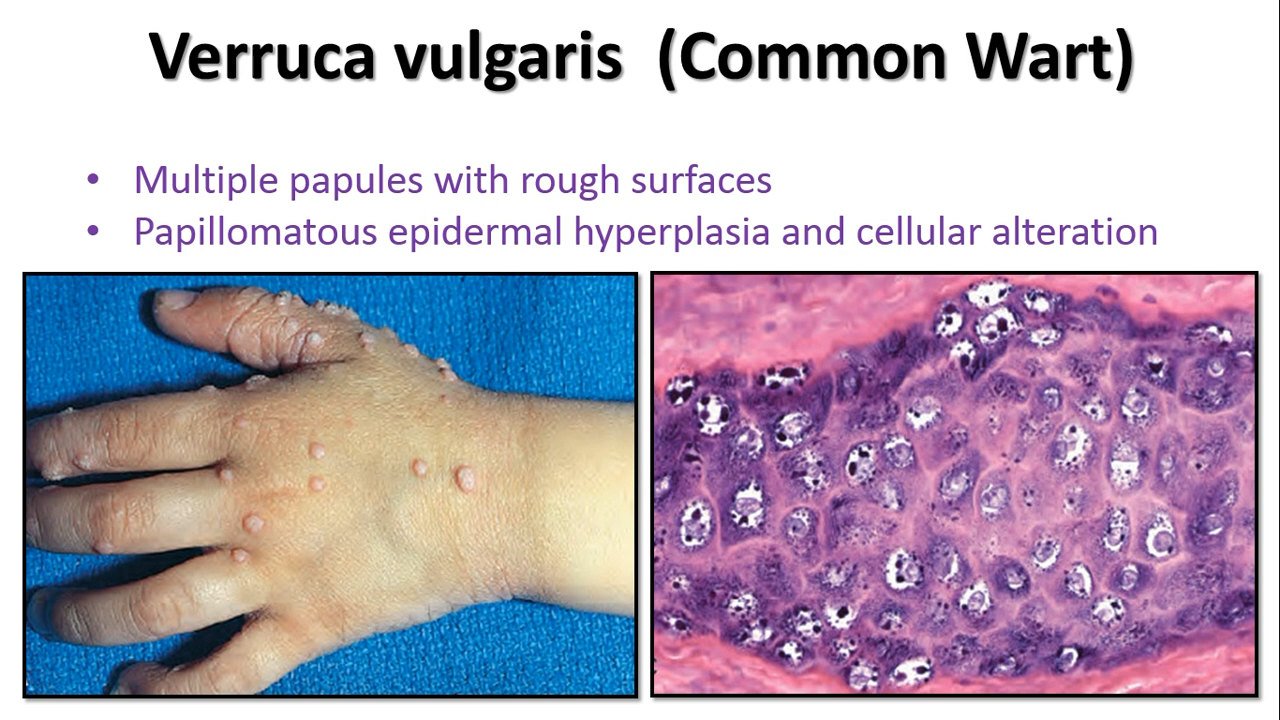 Verruca vulgaris (Common Wart)
• Multiple papules with rough surfaces
• Papillomatous epidermal hyperplasia and cellular alteration